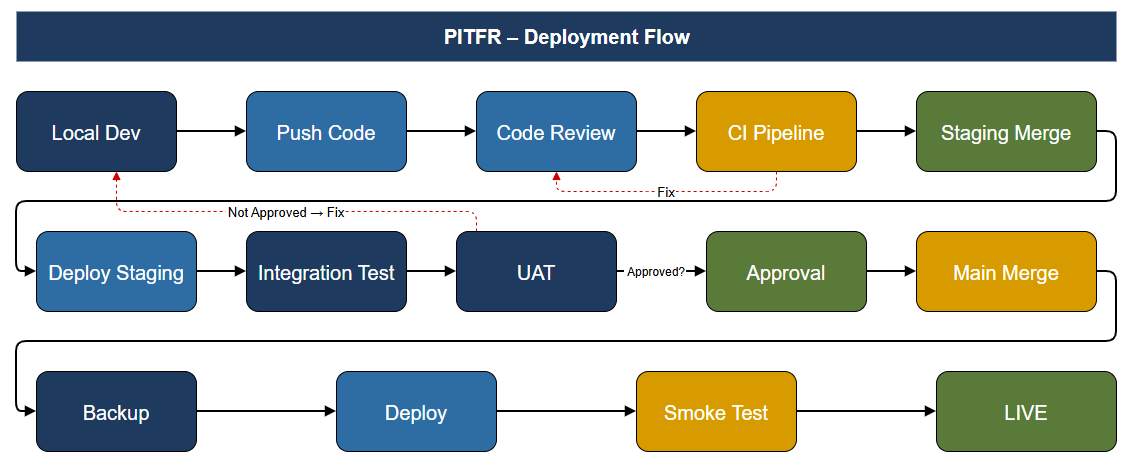 PITFR – Deployment Flow
Local Dev
Push Code
Code Review
CI Pipeline
Staging Merge
Fix
Not Approved → Fix
Deploy Staging
Integration Test
UAT
Approved?
Approval
Main Merge
Backup
Deploy
Smoke Test
LIVE